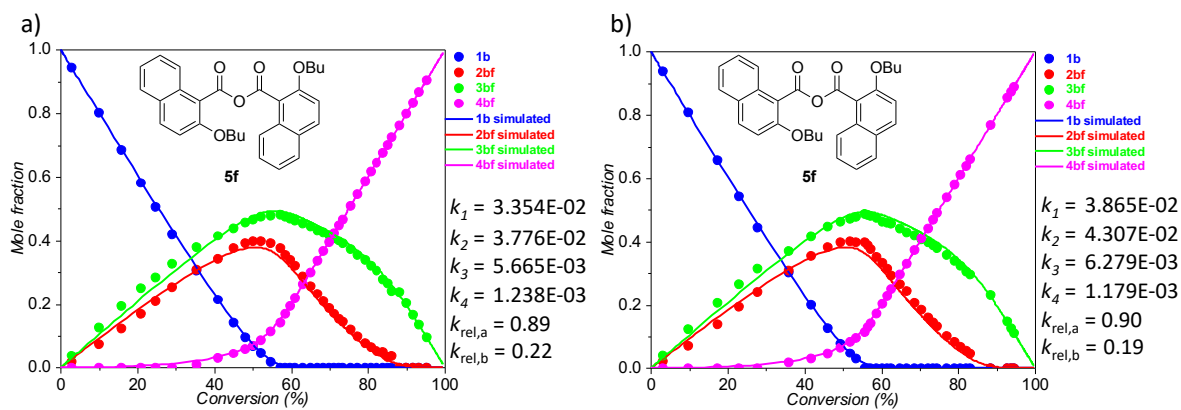 a)
Mole fraction
1.0
0.8
0.6
0.4
0.2
0.0
0
20
40
60
80
100
Conversion (%)
O
O
OBu
O
OBu
5f
1b
2bf
3bf
4bf
1b simulated
2bf simulated
3bf simulated
4bf simulated
k1 = 3.354E-02
k2 = 3.776E-02
k3 = 5.665E-03
k4 = 1.238E-03
krel,a = 0.89
krel,b = 0.22
b)
Mole fraction
1.0
0.8
0.6
0.4
0.2
0.0
0
20
40
60
80
100
Conversion (%)
O
O
OBu
O
OBu
5f
1b
2bf
3bf
4bf
1b simulated
2bf simulated
3bf simulated
4bf simulated
k1 = 3.865E-02
k2 = 4.307E-02
k3 = 6.279E-03
k4 = 1.179E-03
krel,a = 0.90
krel,b = 0.19